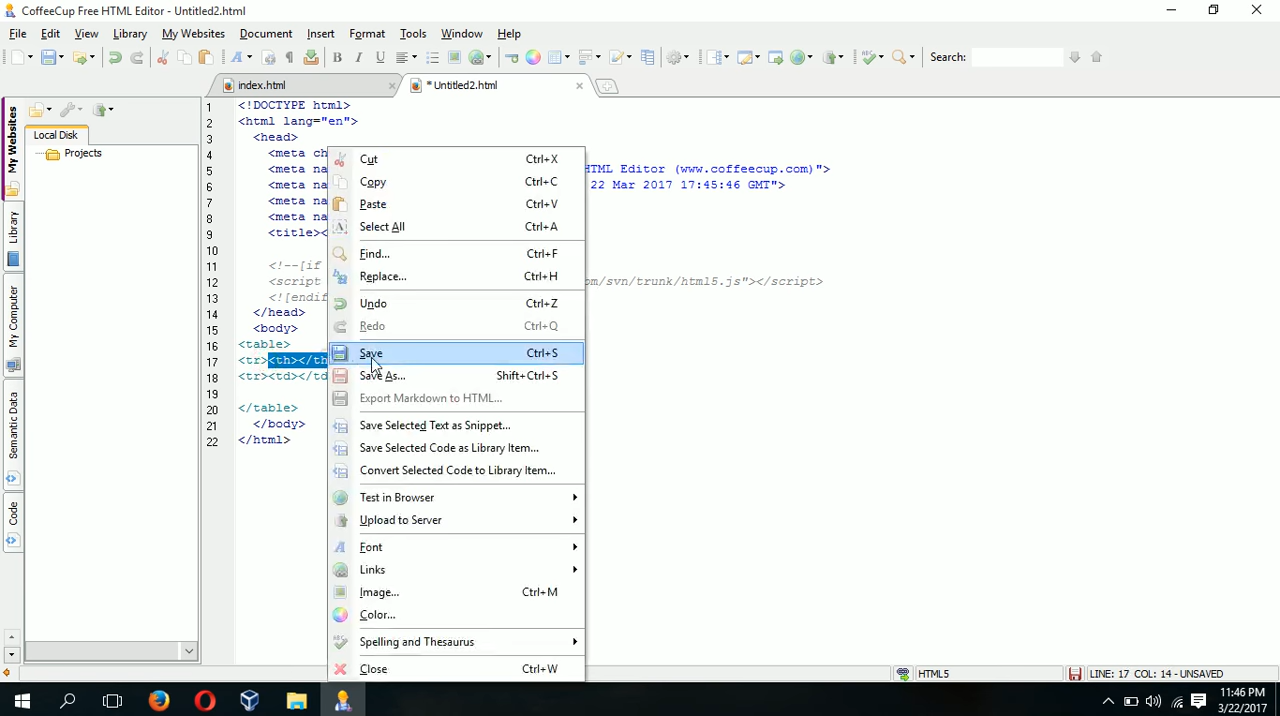 CoffeeCup Free HTML Editor - Untitled2.html
File Edit View Library My Websites Document Insert Format Tools Window Help
Search:
index.html
* Untitled2.html
My Websites
Library
My Computer
Semantic Data
Code
Local Disk
Projects
1 <!DOCTYPE html>
2 <html lang="en">
3 <head>
4 <meta ch
5 <meta na HTML Editor (www.coffeecup.com)">
6 <meta na 22 Mar 2017 17:45:46 GMT">
7 <meta na
8 <meta na
9 <title><
10
11 <!--[if
12 <script om/svn/trunk/html5.js"></script>
13 <![endif
14 </head>
15 <body>
16 <table>
17 <tr><th></th
18 <tr><td></td
19
20 </table>
21 </body>
22 </html>
Cut Ctrl+X
Copy Ctrl+C
Paste Ctrl+V
Select All Ctrl+A
Find... Ctrl+F
Replace... Ctrl+H
Undo Ctrl+Z
Redo Ctrl+Q
Save Ctrl+S
Save As... Shift+Ctrl+S
Export Markdown to HTML...
Save Selected Text as Snippet...
Save Selected Code as Library Item...
Convert Selected Code to Library Item...
Test in Browser
Upload to Server
Font
Links
Image... Ctrl+M
Color...
Spelling and Thesaurus
Close Ctrl+W
HTML5
LINE: 17 COL: 14 - UNSAVED
11:46 PM
3/22/2017